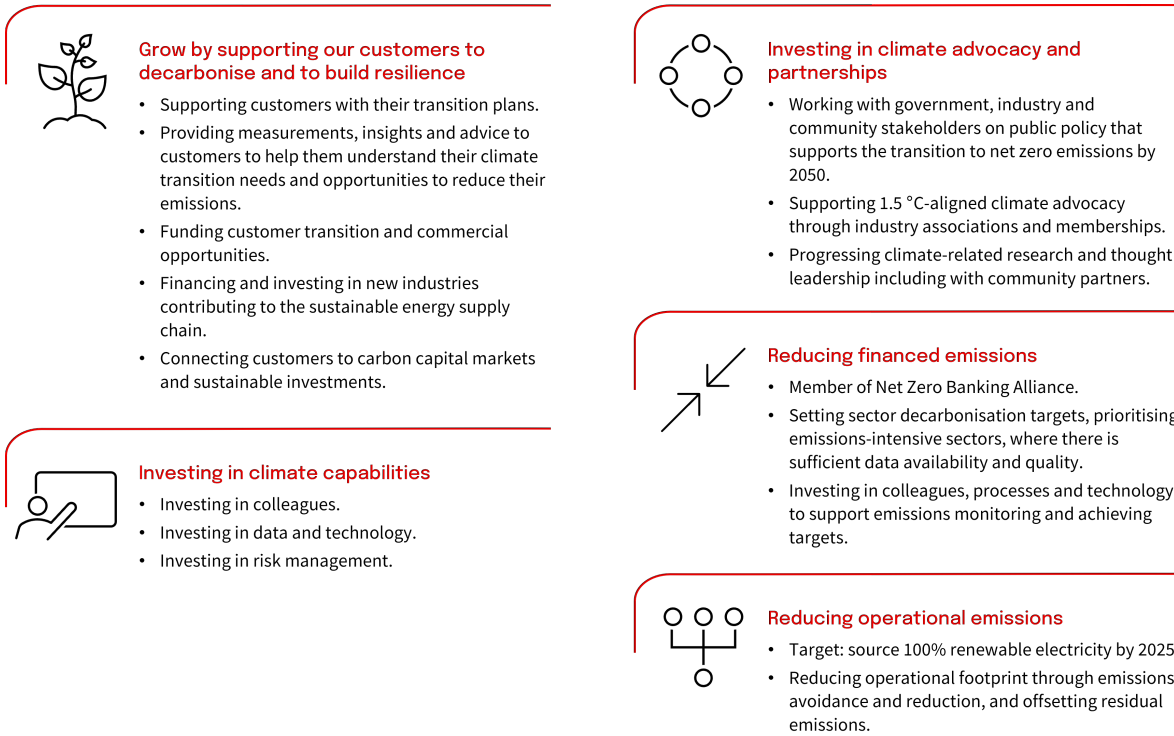 Grow by supporting our customers to
decarbonise and to build resilience
• Supporting customers with their transition plans.
• Providing measurements, insights and advice to
customers to help them understand their climate
transition needs and opportunities to reduce their
emissions.
• Funding customer transition and commercial
opportunities.
• Financing and investing in new industries
contributing to the sustainable energy supply
chain.
• Connecting customers to carbon capital markets
and sustainable investments.
Investing in climate capabilities
• Investing in colleagues.
• Investing in data and technology.
• Investing in risk management.
Investing in climate advocacy and
partnerships
• Working with government, industry and
community stakeholders on public policy that
supports the transition to net zero emissions by
2050.
• Supporting 1.5 °C-aligned climate advocacy
through industry associations and memberships.
• Progressing climate-related research and thought
leadership including with community partners.
Reducing financed emissions
• Member of Net Zero Banking Alliance.
• Setting sector decarbonisation targets, prioritising
emissions-intensive sectors, where there is
sufficient data availability and quality.
• Investing in colleagues, processes and technology
to support emissions monitoring and achieving
targets.
Reducing operational emissions
• Target: source 100% renewable electricity by 2025
• Reducing operational footprint through emissions
avoidance and reduction, and offsetting residual
emissions.